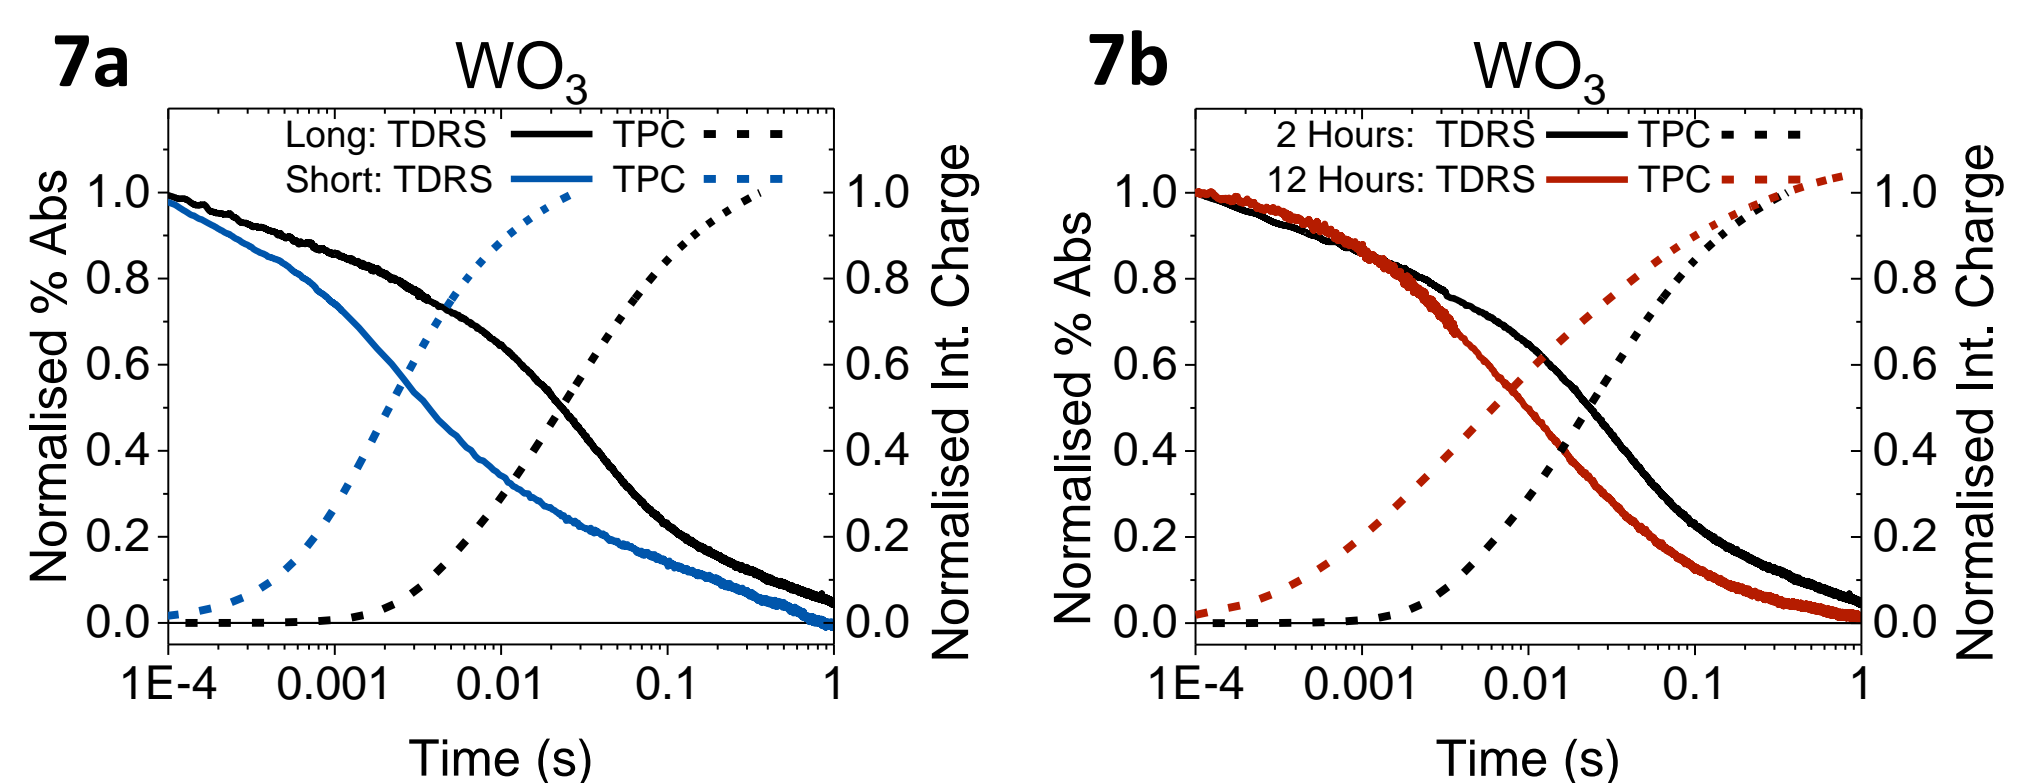 7a
WO3
Long: TDRS TPC
Short: TDRS TPC
Normalised % Abs
1.0
0.8
0.6
0.4
0.2
0.0
1.0
0.8
0.6
0.4
0.2
0.0
Normalised Int. Charge
1E-4 0.001 0.01 0.1 1
Time (s)
7b
WO3
2 Hours: TDRS TPC
12 Hours: TDRS TPC
Normalised % Abs
1.0
0.8
0.6
0.4
0.2
0.0
1.0
0.8
0.6
0.4
0.2
0.0
Normalised Int. Charge
1E-4 0.001 0.01 0.1 1
Time (s)